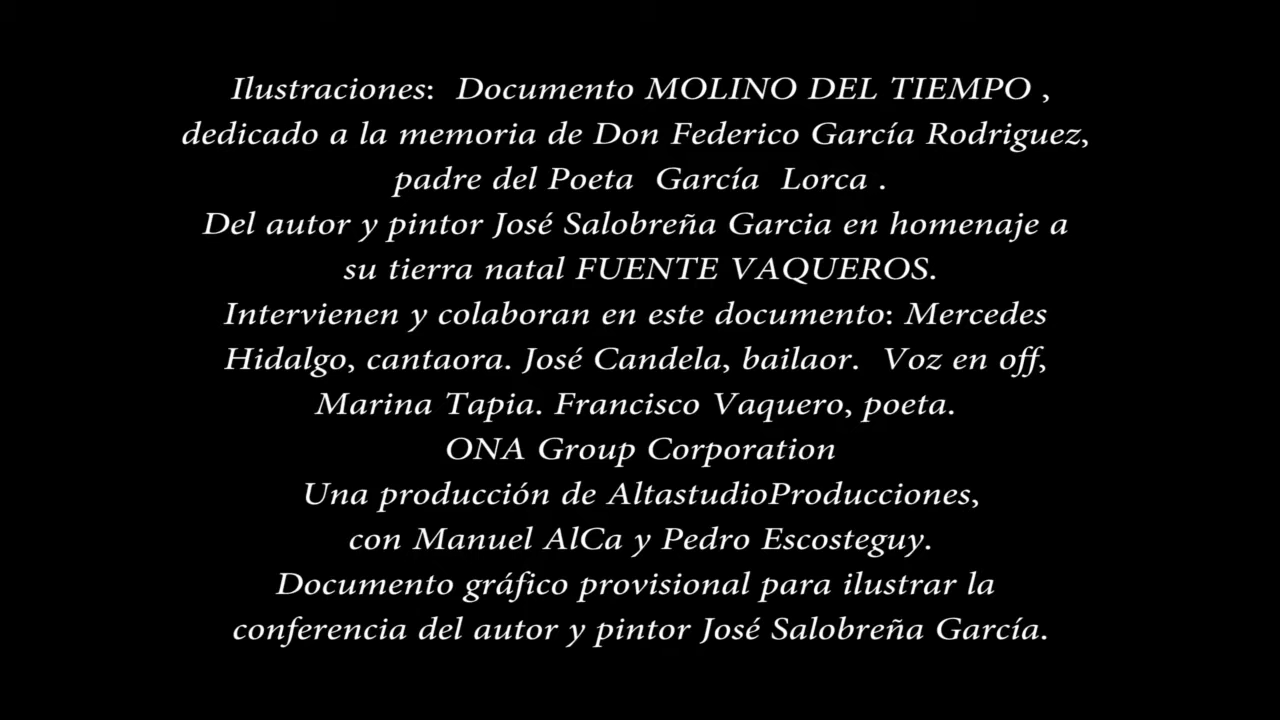 Ilustraciones: Documento MOLINO DEL TIEMPO ,
dedicado a la memoria de Don Federico García Rodriguez,
padre del Poeta García Lorca .
Del autor y pintor José Salobreña Garcia en homenaje a
su tierra natal FUENTE VAQUEROS.
Intervienen y colaboran en este documento: Mercedes
Hidalgo, cantaora. José Candela, bailaor. Voz en off,
Marina Tapia. Francisco Vaquero, poeta.
ONA Group Corporation
Una producción de AltastudioProducciones,
con Manuel AlCa y Pedro Escosteguy.
Documento gráfico provisional para ilustrar la
conferencia del autor y pintor José Salobreña García.